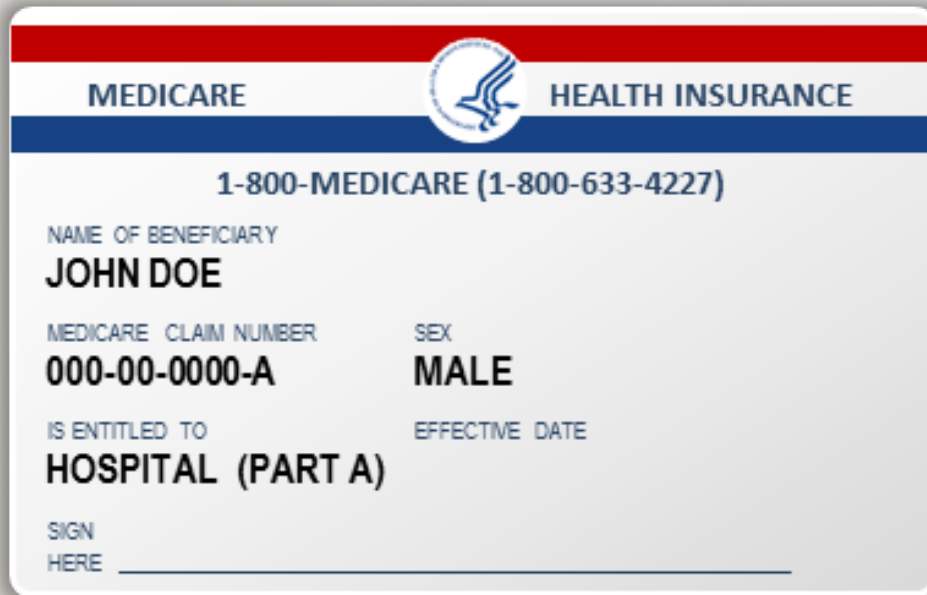 MEDICARE HEALTH INSURANCE
1-800-MEDICARE (1-800-633-4227)
NAME OF BENEFICIARY
JOHN DOE
MEDICARE CLAIM NUMBER SEX
000-00-0000-A MALE
IS ENTITLED TO EFFECTIVE DATE
HOSPITAL (PART A)
SIGN
HERE